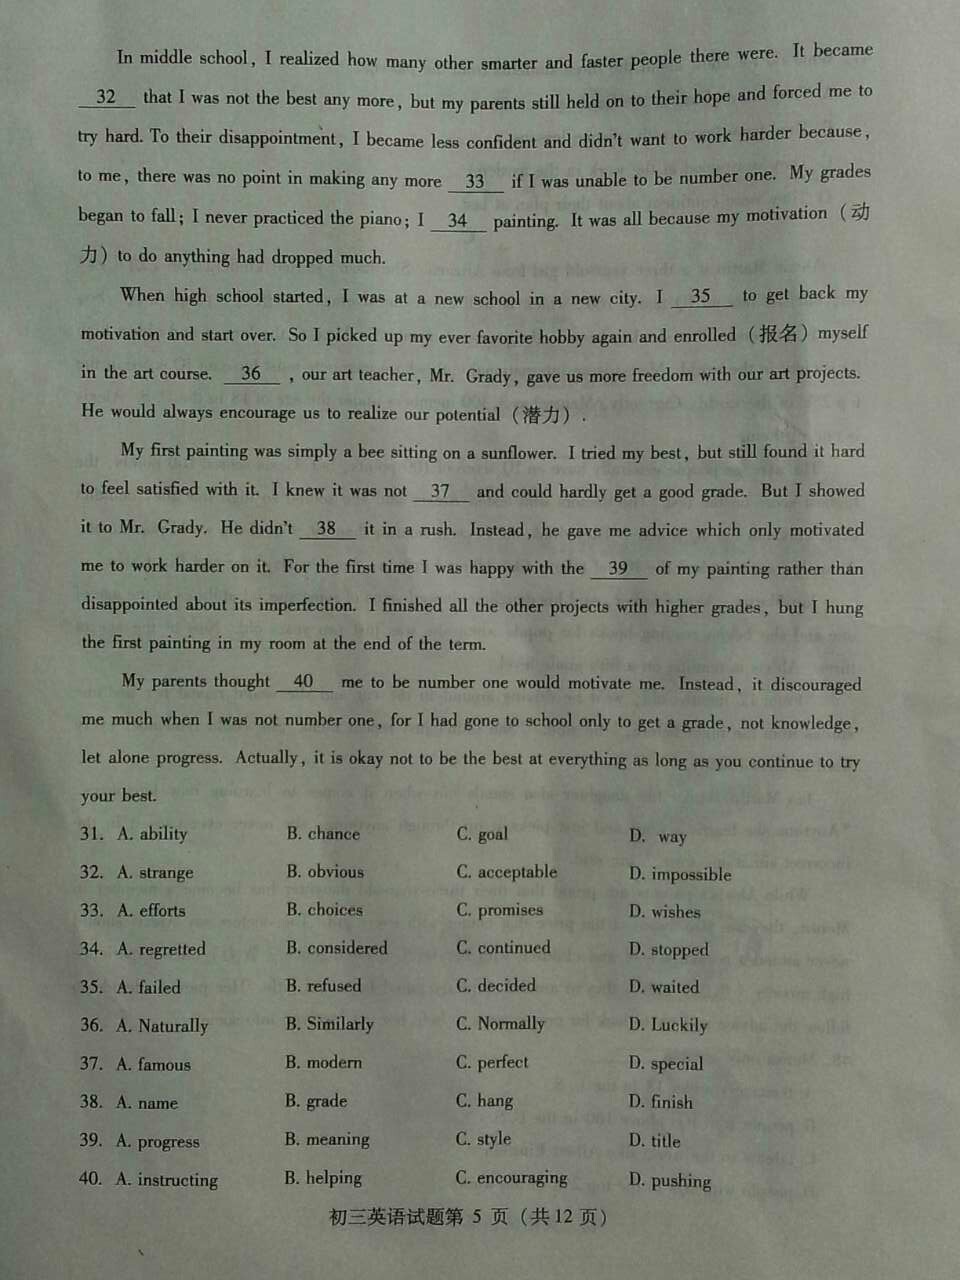 In middle school, I realized how many other smarter and faster people there were. It became
32 that I was not the best any more, but my parents still held on to their hope and forced me to
try hard. To their disappointment, I became less confident and didn't want to work harder because,
to me, there was no point in making any more 33 if I was unable to be number one. My grades
began to fall; I never practiced the piano; I 34 painting. It was all because my motivation (动
力) to do anything had dropped much.
When high school started, I was at a new school in a new city. I 35 to get back my
motivation and start over. So I picked up my ever favorite hobby again and enrolled (报名) myself
in the art course. 36, our art teacher, Mr. Grady, gave us more freedom with our art projects.
He would always encourage us to realize our potential (潜力).
My first painting was simply a bee sitting on a sunflower. I tried my best, but still found it hard
to feel satisfied with it. I knew it was not 37 and could hardly get a good grade. But I showed
it to Mr. Grady. He didn't 38 it in a rush. Instead, he gave me advice which only motivated
me to work harder on it. For the first time I was happy with the 39 of my painting rather than
disappointed about its imperfection. I finished all the other projects with higher grades, but I hung
the first painting in my room at the end of the term.
My parents thought 40 me to be number one would motivate me. Instead, it discouraged
me much when I was not number one, for I had gone to school only to get a grade, not knowledge,
let alone progress. Actually, it is okay not to be the best at everything as long as you continue to try
your best.
31. A. ability B. chance C. goal D. way
32. A. strange B. obvious C. acceptable D. impossible
33. A. efforts B. choices C. promises D. wishes
34. A. regretted B. considered C. continued D. stopped
35. A. failed B. refused C. decided D. waited
36. A. Naturally B. Similarly C. Normally D. Luckily
37. A. famous B. modern C. perfect D. special
38. A. name B. grade C. hang D. finish
39. A. progress B. meaning C. style D. title
40. A. instructing B. helping C. encouraging D. pushing
初三英语试题第 5 页(共12页)